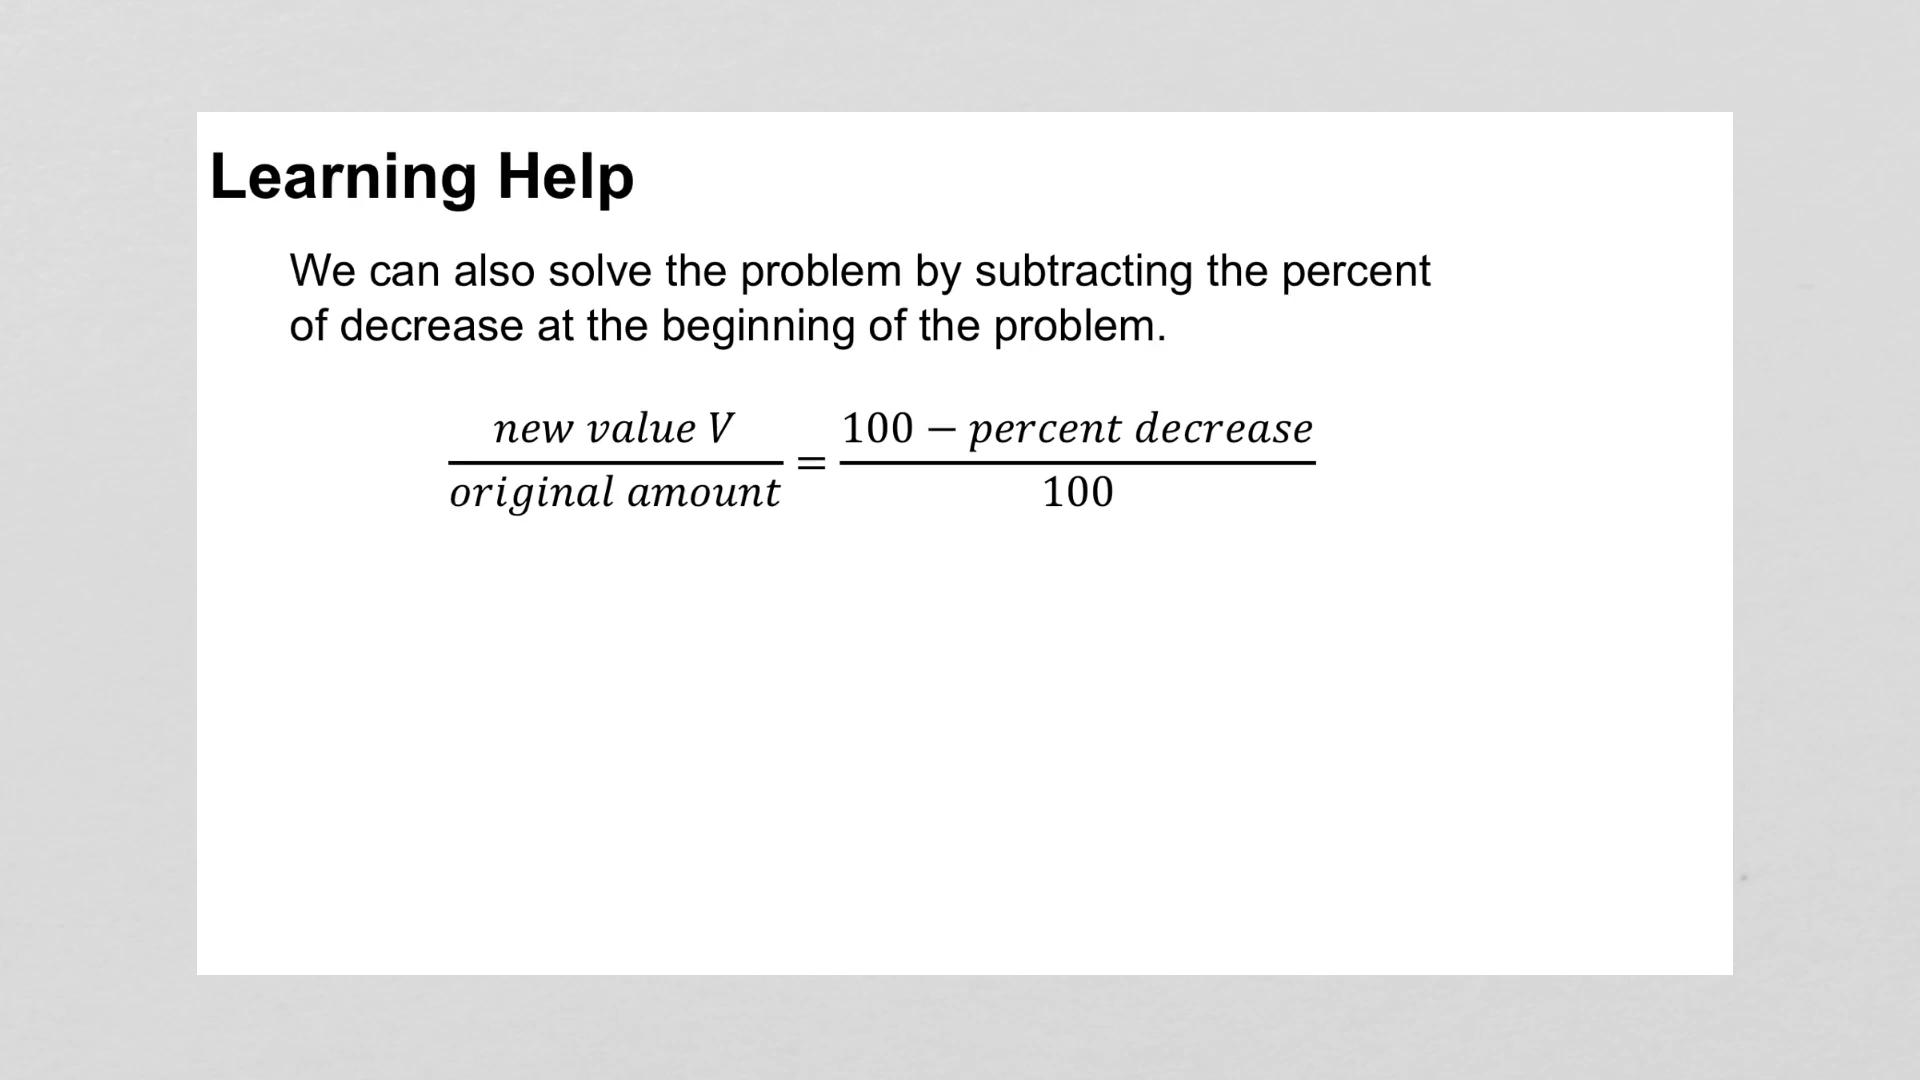 Learning Help
We can also solve the problem by subtracting the percent
of decrease at the beginning of the problem.
new value V / original amount = 100 − percent decrease / 100